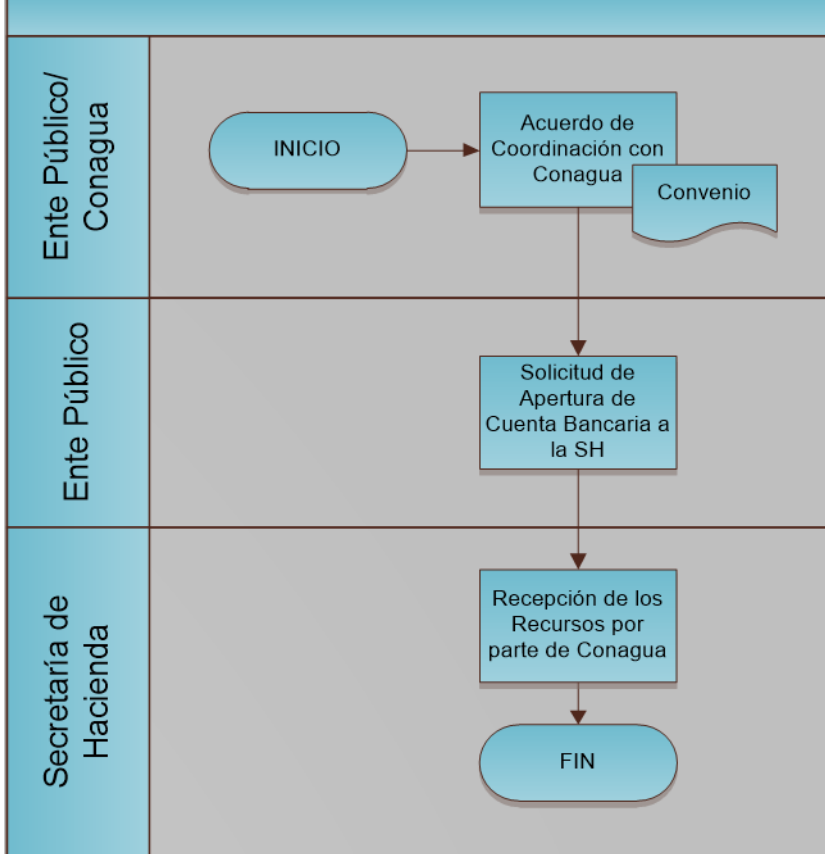 Ente Público/
Conagua
INICIO
Acuerdo de
Coordinación con
Conagua
Convenio
Ente Público
Solicitud de
Apertura de
Cuenta Bancaria a
la SH
Secretaría de
Hacienda
Recepción de los
Recursos por
parte de Conagua
FIN